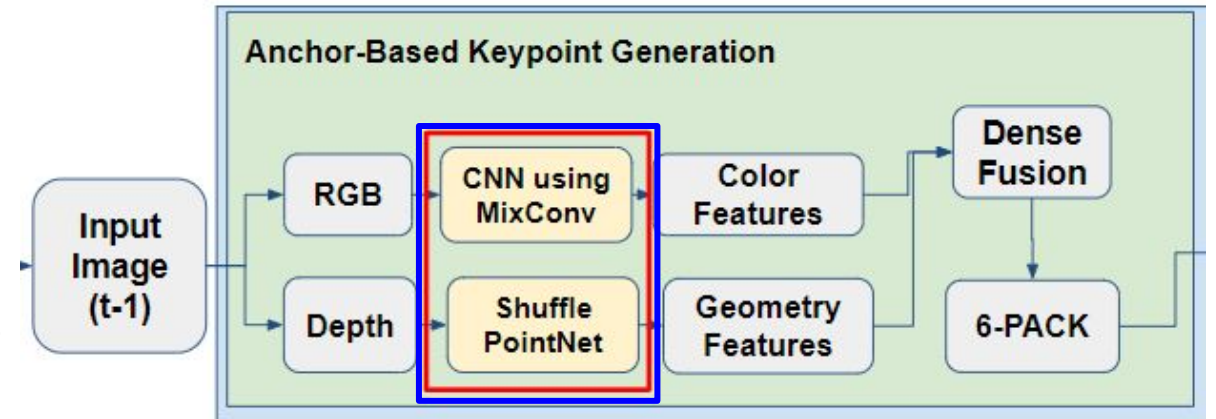 Anchor-Based Keypoint Generation
Input
Image
(t-1)
RGB
CNN using
MixConv
Color
Features
Dense
Fusion
Depth
Shuffle
PointNet
Geometry
Features
6-PACK